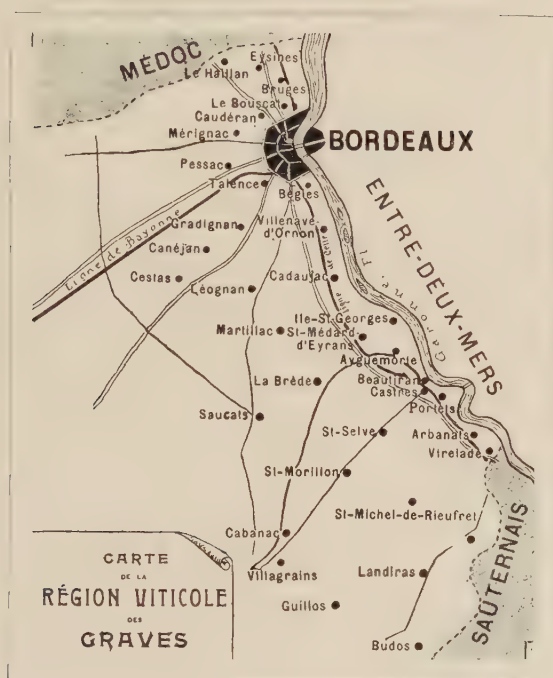 MÉDOC
Eysines
Le Haillan
Bruges
Le Bouscat
Caudéran
Mérignac
BORDEAUX
Pessac
Talence
Bègles
ENTRE-DEUX-MERS
Ligne de Bayonne
Gradignan
Villenave
d'Ornon
Canéjan
Cestas
Cadaujac
Léognan
Garonne. Fl.
Ile-St-Georges
Martillac
St-Médard-
d'Eyrans
Ayguemorte
La Brède
Beautiran
Castres
Portets
Saucats
St-Selve
Arbanats
Virelade
St-Morillon
St-Michel-de-Rieufret
Cabanac
Villagrains
Landiras
Guillos
Budos
SAUTERNAIS
CARTE
DE LA
RÉGION VITICOLE
DES
GRAVES